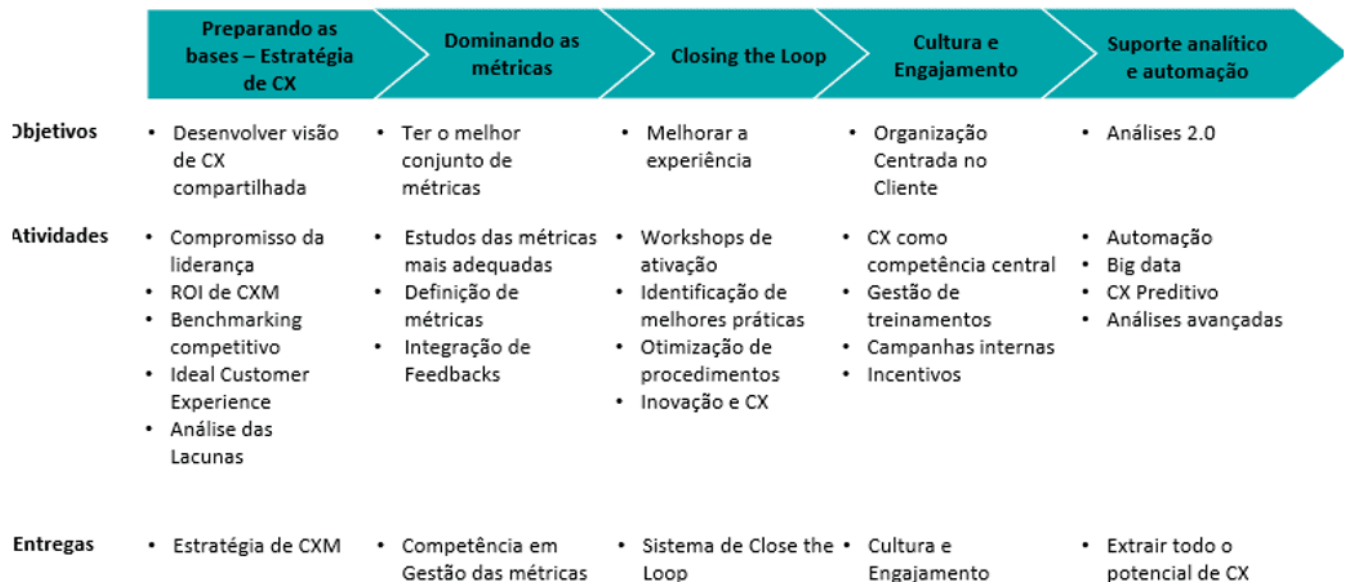 Preparando as
bases – Estratégia
de CX
Dominando as
métricas
Closing the Loop
Cultura e
Engajamento
Suporte analítico
e automação
Objetivos
• Desenvolver visão
de CX
compartilhada
• Ter o melhor
conjunto de
métricas
• Melhorar a
experiência
• Organização
Centrada no
Cliente
• Análises 2.0
Atividades
• Compromisso da
liderança
• ROI de CXM
• Benchmarking
competitivo
• Ideal Customer
Experience
• Análise das
Lacunas
• Estudos das métricas
mais adequadas
• Definição de
métricas
• Integração de
Feedbacks
• Workshops de
ativação
• Identificação de
melhores práticas
• Otimização de
procedimentos
• Inovação e CX
• CX como
competência central
• Gestão de
treinamentos
• Campanhas internas
• Incentivos
• Automação
• Big data
• CX Preditivo
• Análises avançadas
Entregas
• Estratégia de CXM
• Competência em
Gestão das métricas
• Sistema de Close the
Loop
• Cultura e
Engajamento
• Extrair todo o
potencial de CX